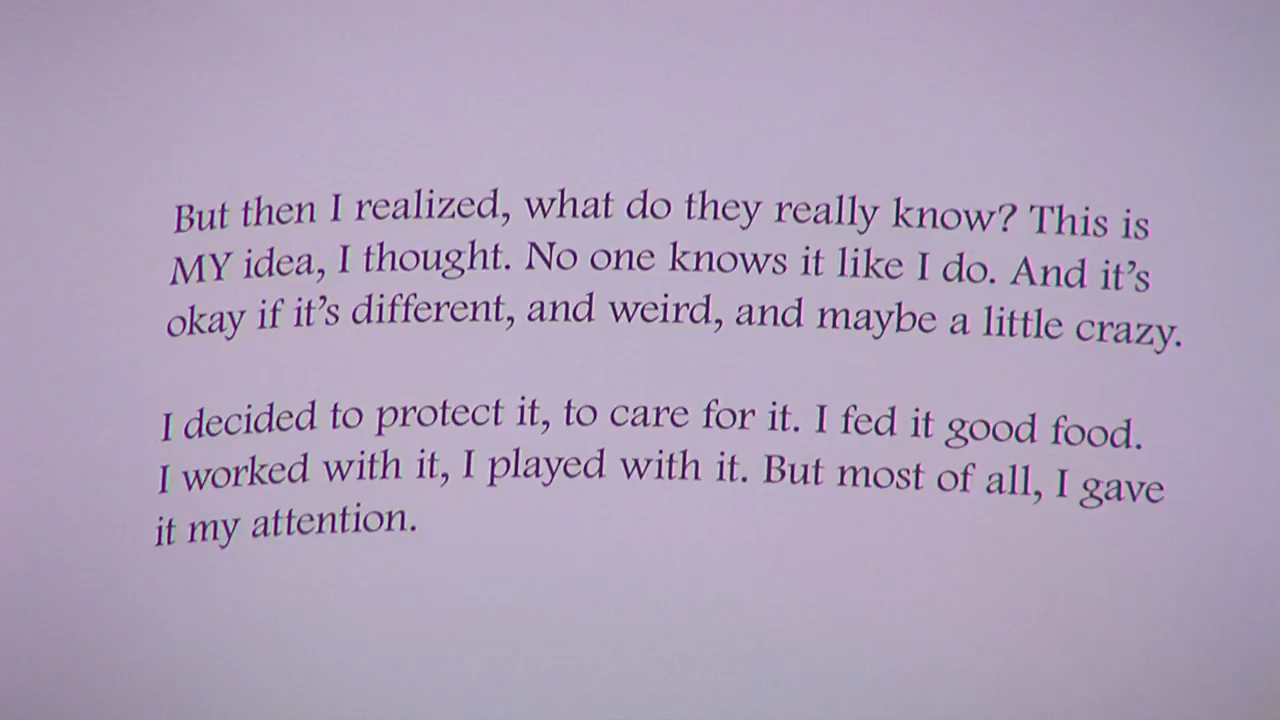 But then I realized, what do they really know? This is
MY idea, I thought. No one knows it like I do. And it's
okay if it's different, and weird, and maybe a little crazy.
I decided to protect it, to care for it. I fed it good food.
I worked with it, I played with it. But most of all, I gave
it my attention.